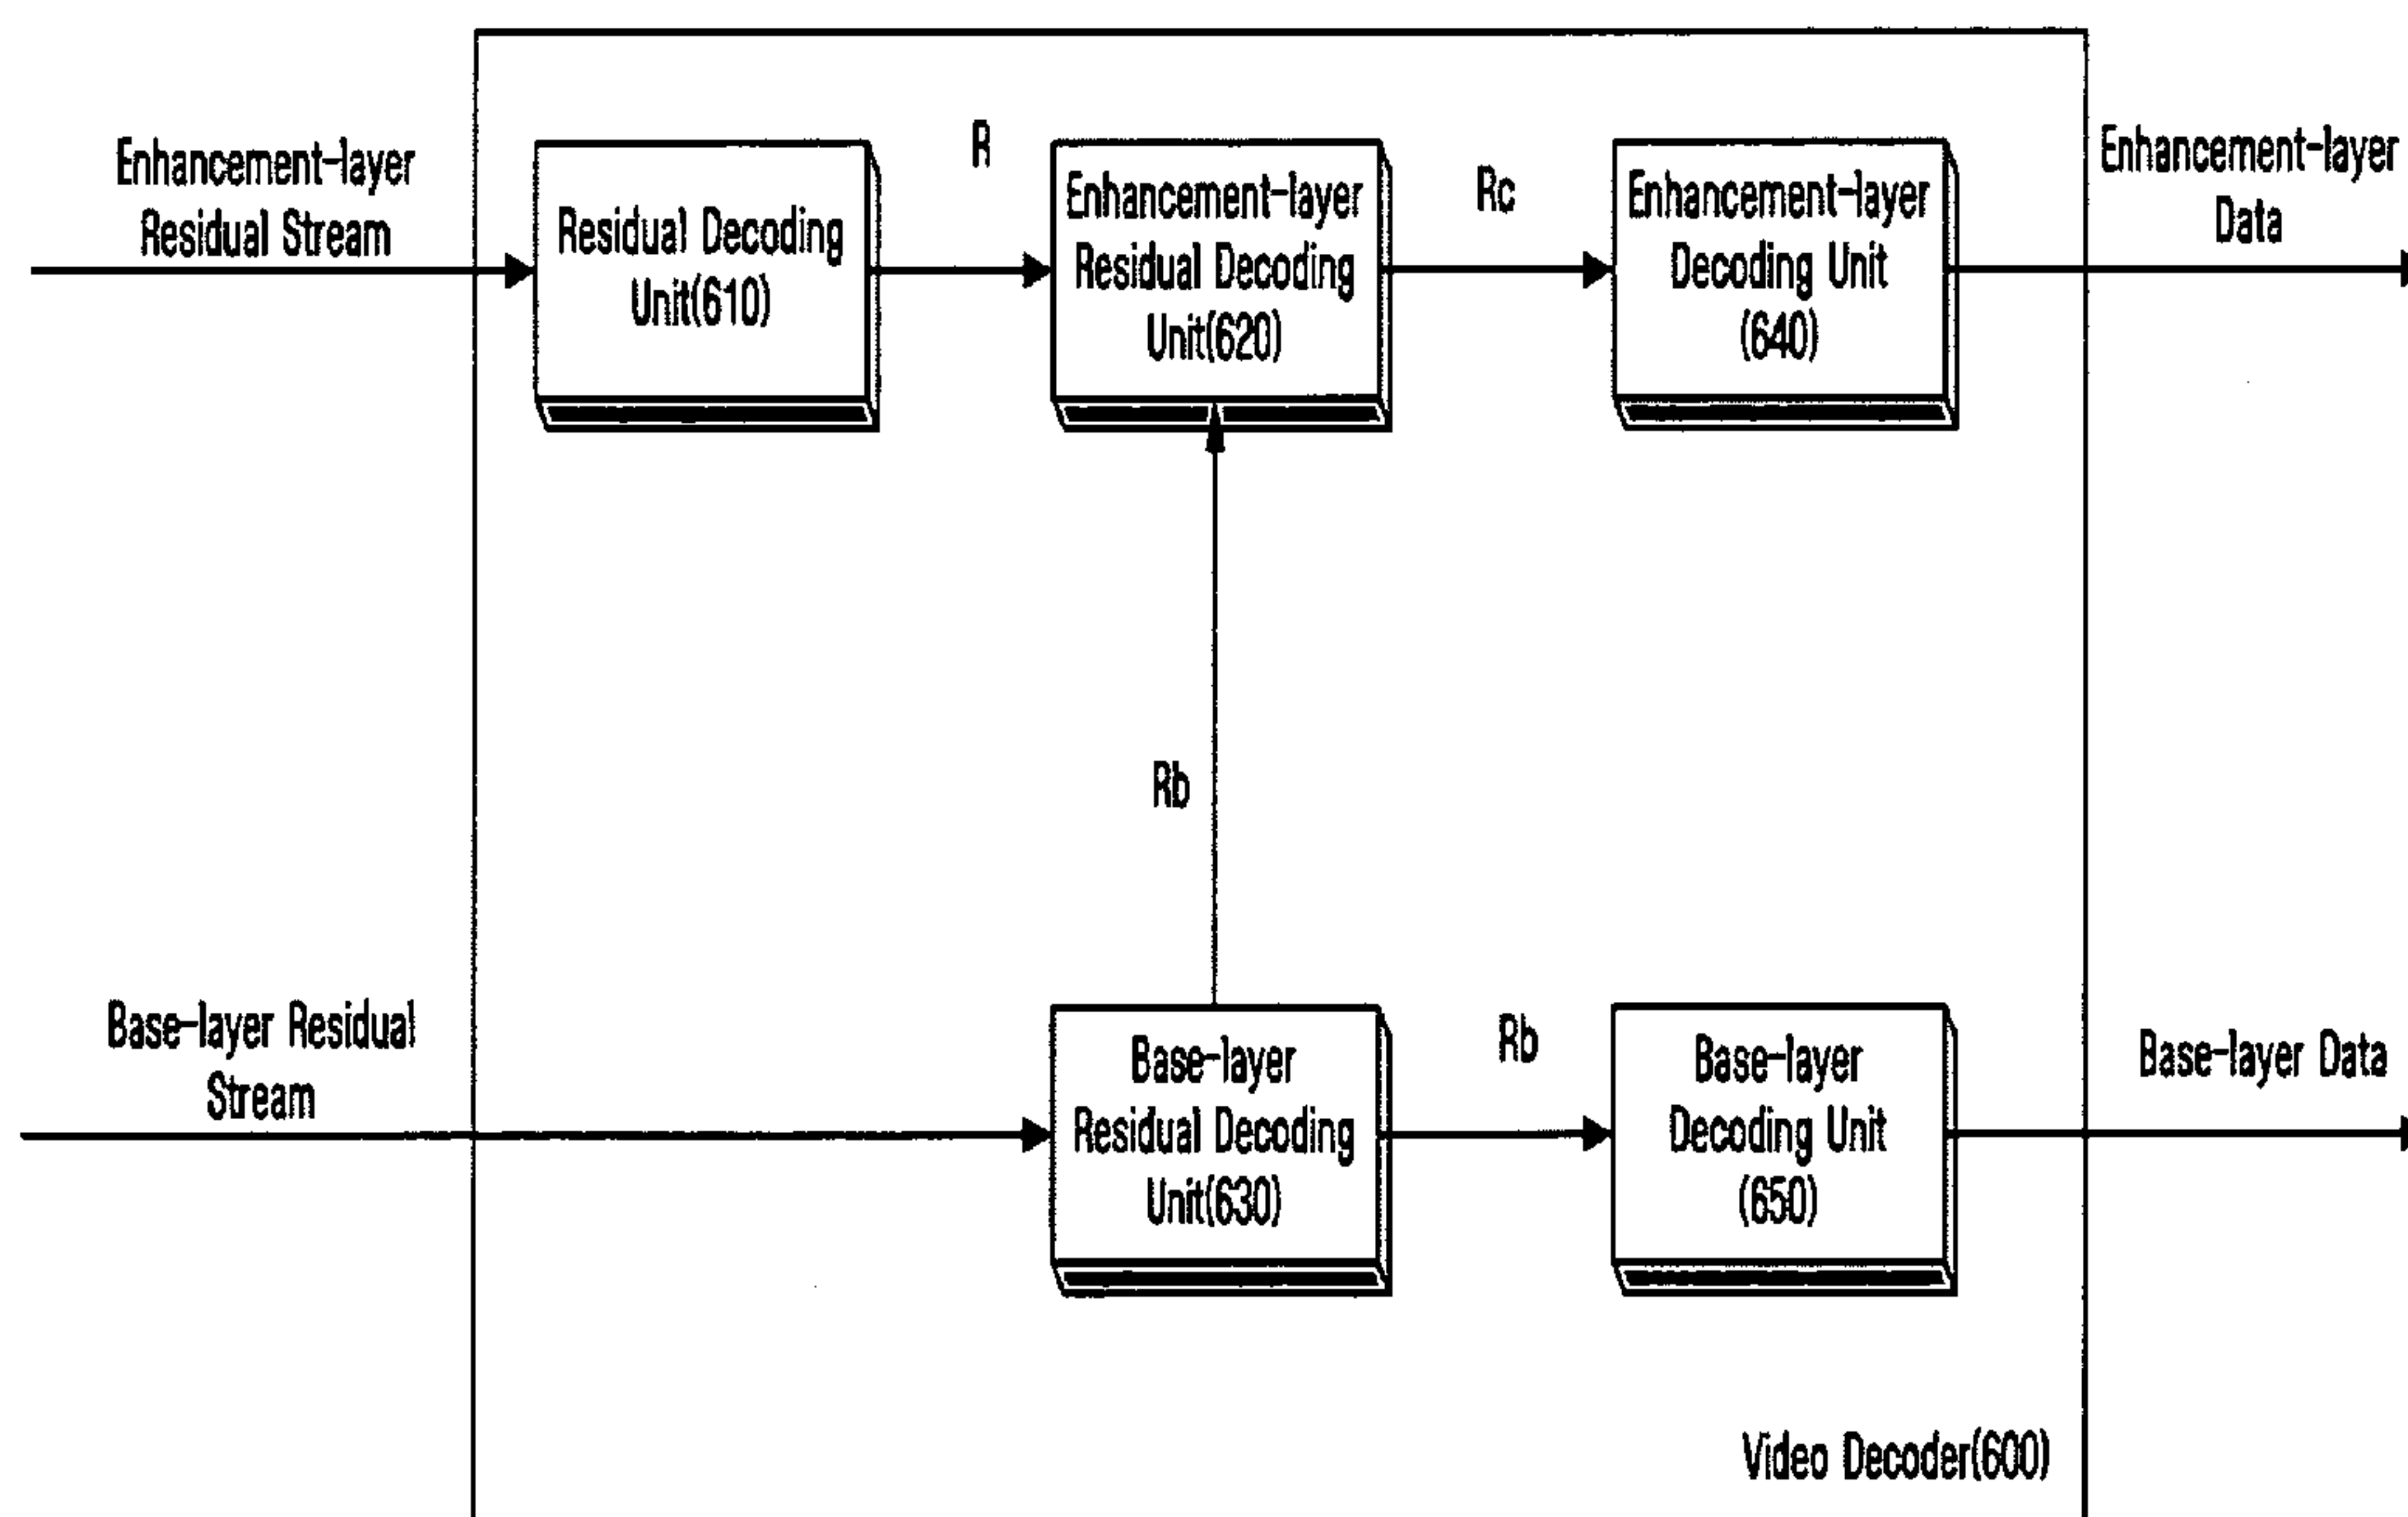 Enhancement-layer
Residual Stream
Residual Decoding
Unit(610)
R
Enhancement-layer
Residual Decoding
Unit(620)
Rc
Enhancement-layer
Decoding Unit
(640)
Enhancement-layer
Data
Rb
Base-layer Residual
Stream
Base-layer
Residual Decoding
Unit(630)
Rb
Base-layer
Decoding Unit
(650)
Base-layer Data
Video Decoder(600)